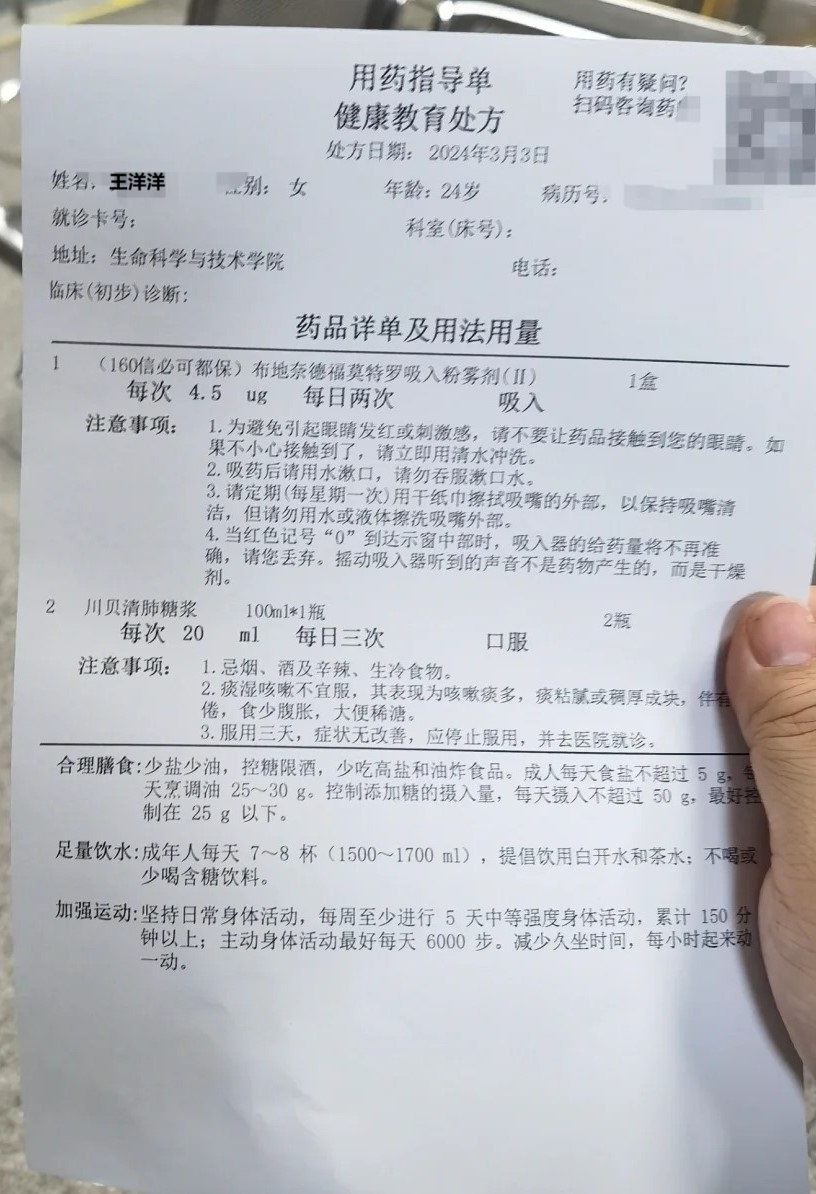 用药指导单
健康教育处方
用药有疑问？
扫码咨询药
处方日期：2024年3月3日
姓名. 王洋洋 别：女 年龄：24岁 病历号.
就诊卡号： 科室(床号)：
地址：生命科学与技术学院 电话：
临床(初步)诊断：
药品详单及用法用量
1 （160信必可都保）布地奈德福莫特罗吸入粉雾剂(II) 1盒
每次 4.5 ug 每日两次 吸入
注意事项： 1.为避免引起眼睛发红或刺激感，请不要让药品接触到您的眼睛。如
果不小心接触到了，请立即用清水冲洗。
2.吸药后请用水漱口，请勿吞服漱口水。
3.请定期(每星期一次)用干纸巾擦拭吸嘴的外部，以保持吸嘴清
洁，但请勿用水或液体擦洗吸嘴外部。
4.当红色记号“0”到达示窗中部时，吸入器的给药量将不再准
确，请您丢弃。摇动吸入器听到的声音不是药物产生的，而是干燥
剂。
2 川贝清肺糖浆 100ml*1瓶 2瓶
每次 20 ml 每日三次 口服
注意事项： 1.忌烟、酒及辛辣、生冷食物。
2.痰湿咳嗽不宜服，其表现为咳嗽痰多，痰粘腻或稠厚成块，伴有
倦，食少腹胀，大便稀溏。
3.服用三天，症状无改善，应停止服用，并去医院就诊。
合理膳食：少盐少油，控糖限酒，少吃高盐和油炸食品。成人每天食盐不超过 5 g，每
天烹调油 25～30 g。控制添加糖的摄入量，每天摄入不超过 50 g，最好控
制在 25 g 以下。
足量饮水：成年人每天 7～8 杯（1500～1700 ml），提倡饮用白开水和茶水；不喝或
少喝含糖饮料。
加强运动：坚持日常身体活动，每周至少进行 5 天中等强度身体活动，累计 150 分
钟以上；主动身体活动最好每天 6000 步。减少久坐时间，每小时起来动
一动。